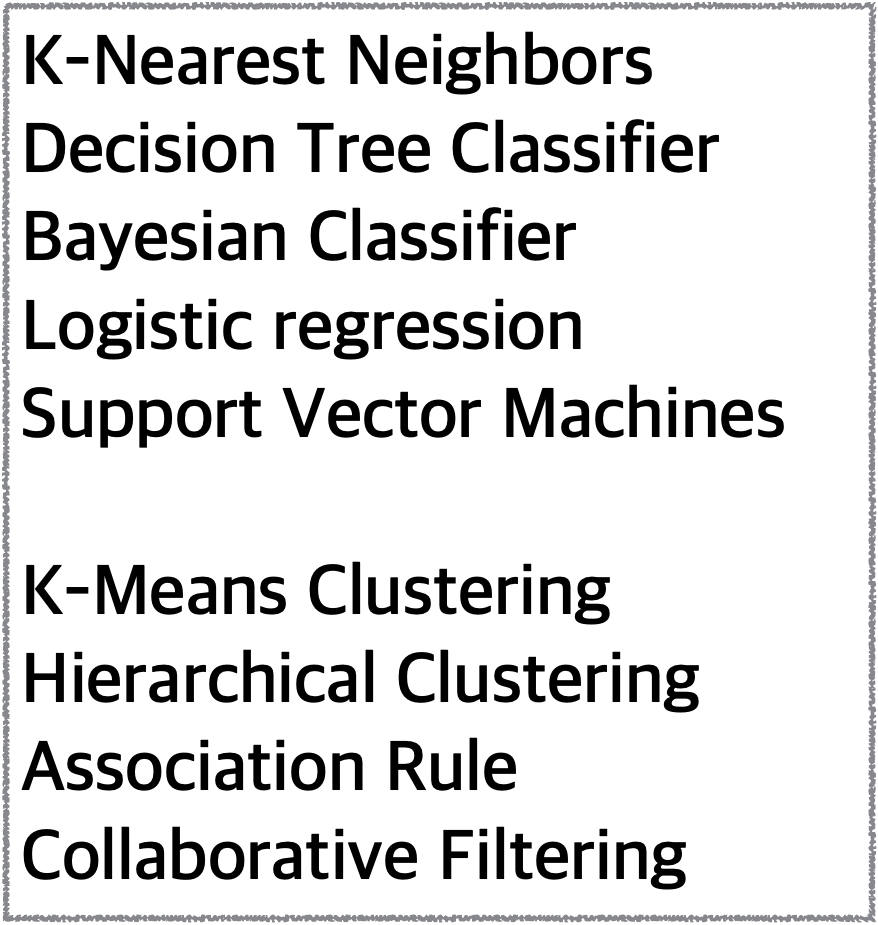 K-Nearest Neighbors
Decision Tree Classifier
Bayesian Classifier
Logistic regression
Support Vector Machines
K-Means Clustering
Hierarchical Clustering
Association Rule
Collaborative Filtering